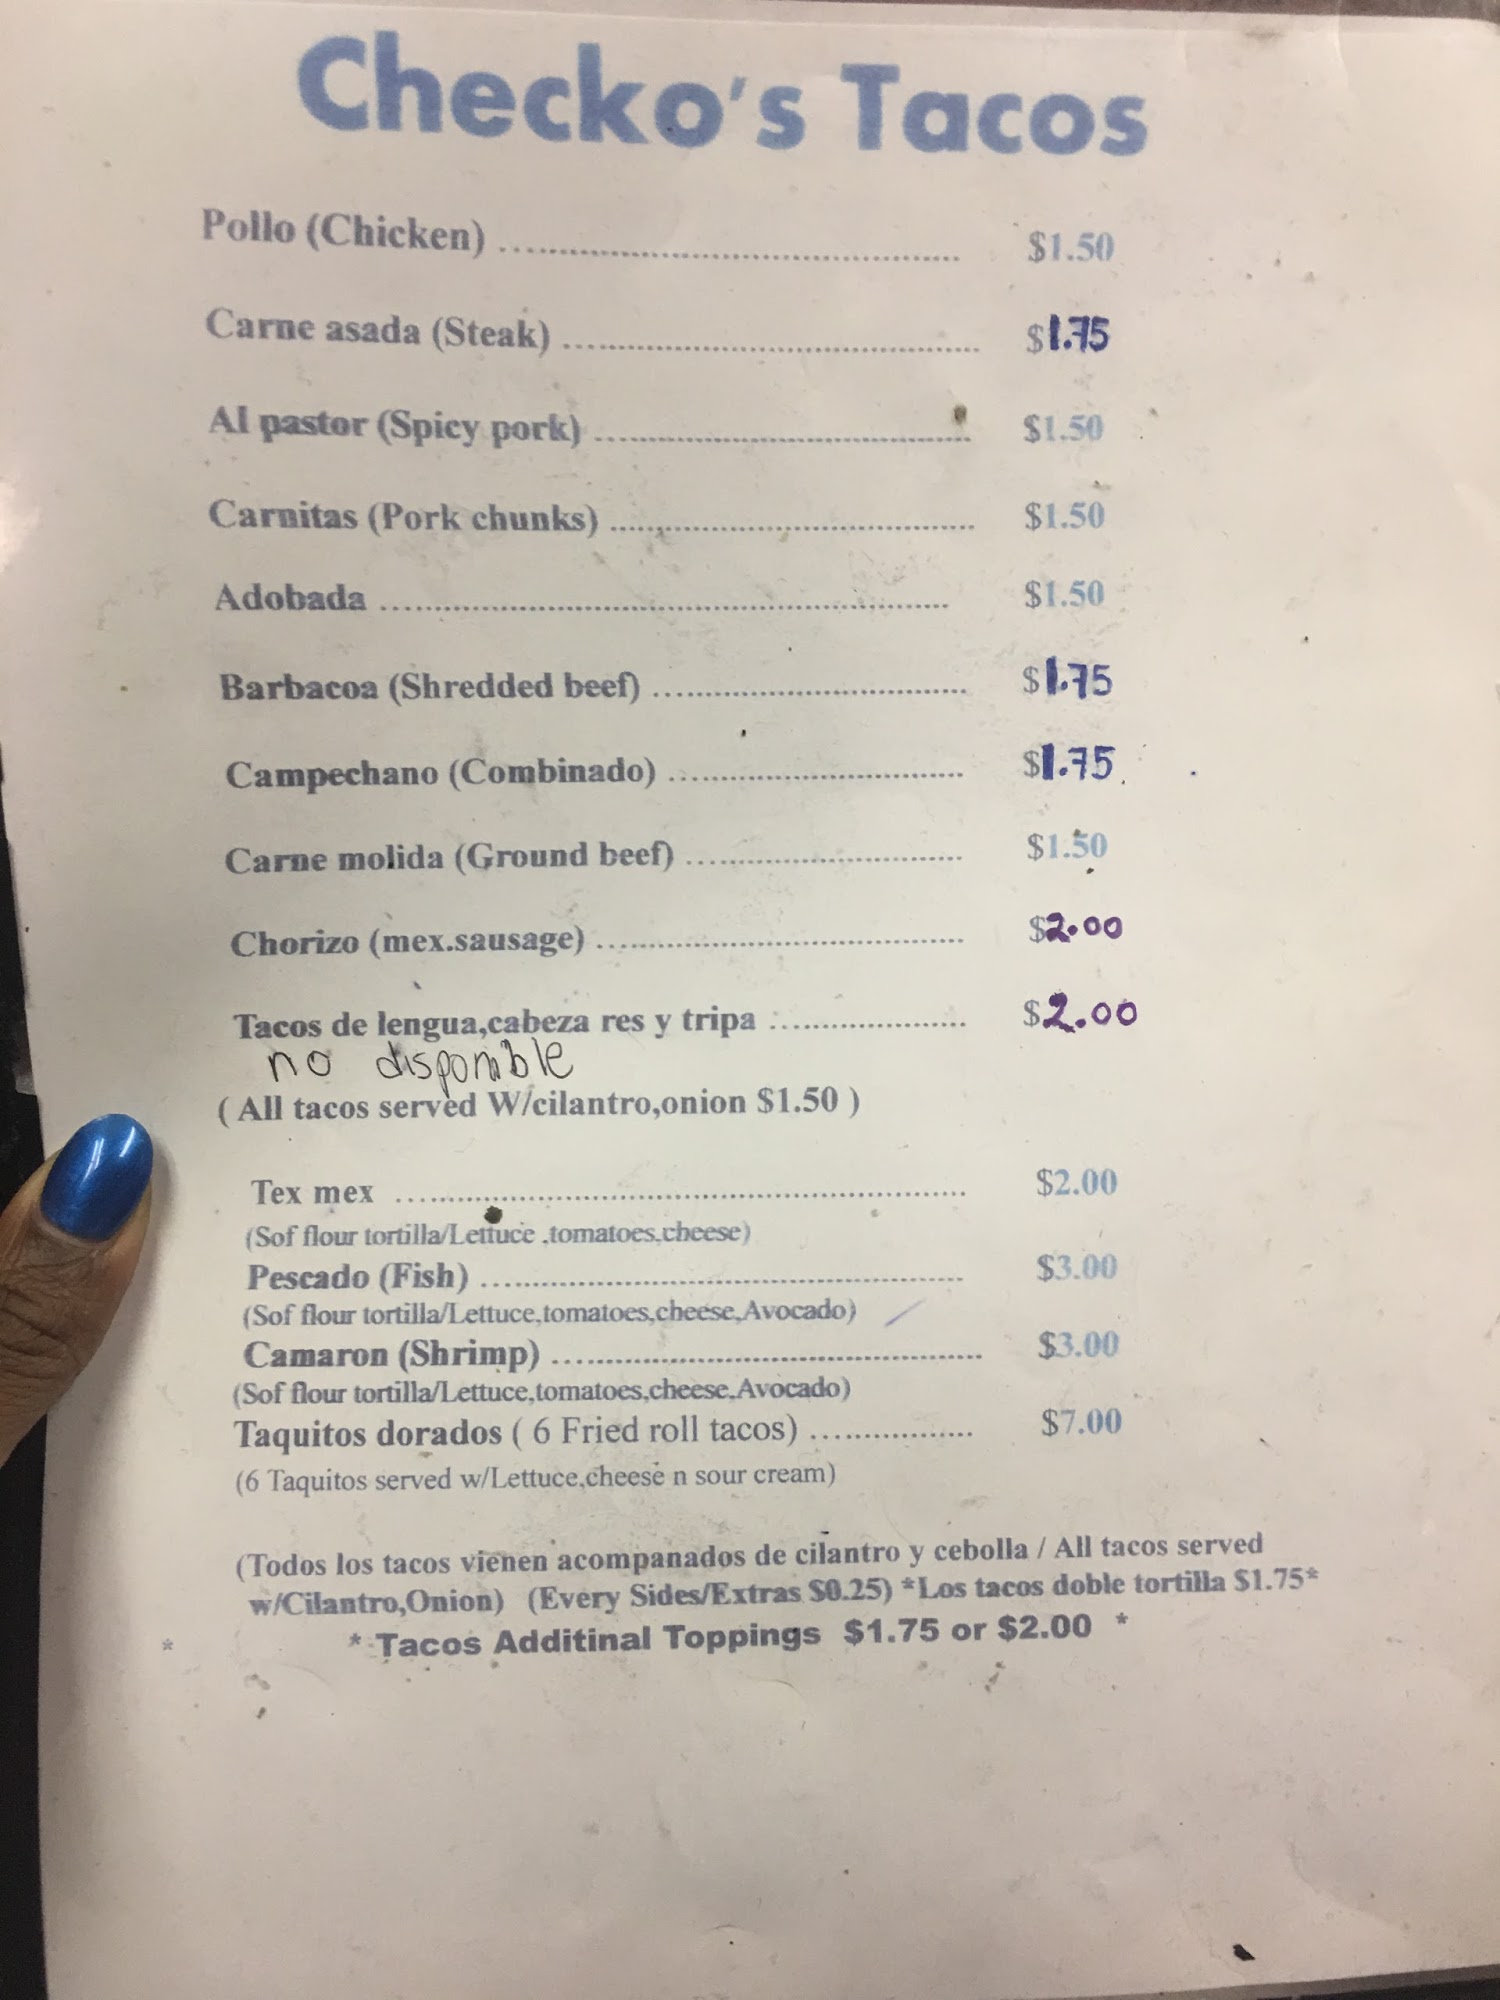 Checko's Tacos
Pollo (Chicken) ........................................ $1.50
Carne asada (Steak) ........................................ $1.75
Al pastor (Spicy pork) ........................................ $1.50
Carnitas (Pork chunks) ........................................ $1.50
Adobada ........................................ $1.50
Barbacoa (Shredded beef) ........................................ $1.75
Campechano (Combinado) ........................................ $1.75
Carne molida (Ground beef) ........................................ $1.50
Chorizo (mex.sausage) ........................................ $2.00
Tacos de lengua,cabeza res y tripa ........................ $2.00
no disponible
( All tacos served W/cilantro,onion $1.50 )
Tex mex ........................................ $2.00
(Sof flour tortilla/Lettuce ,tomatoes,cheese)
Pescado (Fish) ........................................ $3.00
(Sof flour tortilla/Lettuce,tomatoes,cheese,Avocado)
Camaron (Shrimp) ........................................ $3.00
(Sof flour tortilla/Lettuce,tomatoes,cheese,Avocado)
Taquitos dorados ( 6 Fried roll tacos) .................. $7.00
(6 Taquitos served w/Lettuce,cheese n sour cream)
(Todos los tacos vienen acompanados de cilantro y cebolla / All tacos served
w/Cilantro,Onion) (Every Sides/Extras $0.25) *Los tacos doble tortilla $1.75*
* * Tacos Additinal Toppings $1.75 or $2.00 *